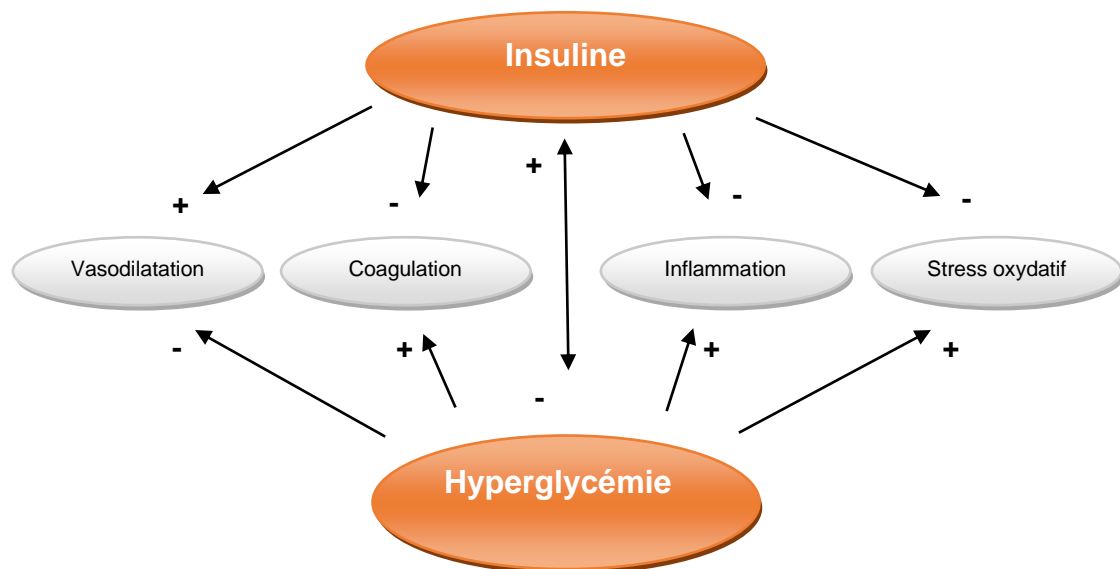 Insuline
+
+ - - -
Vasodilatation Coagulation Inflammation Stress oxydatif
- + + +
-
Hyperglycémie